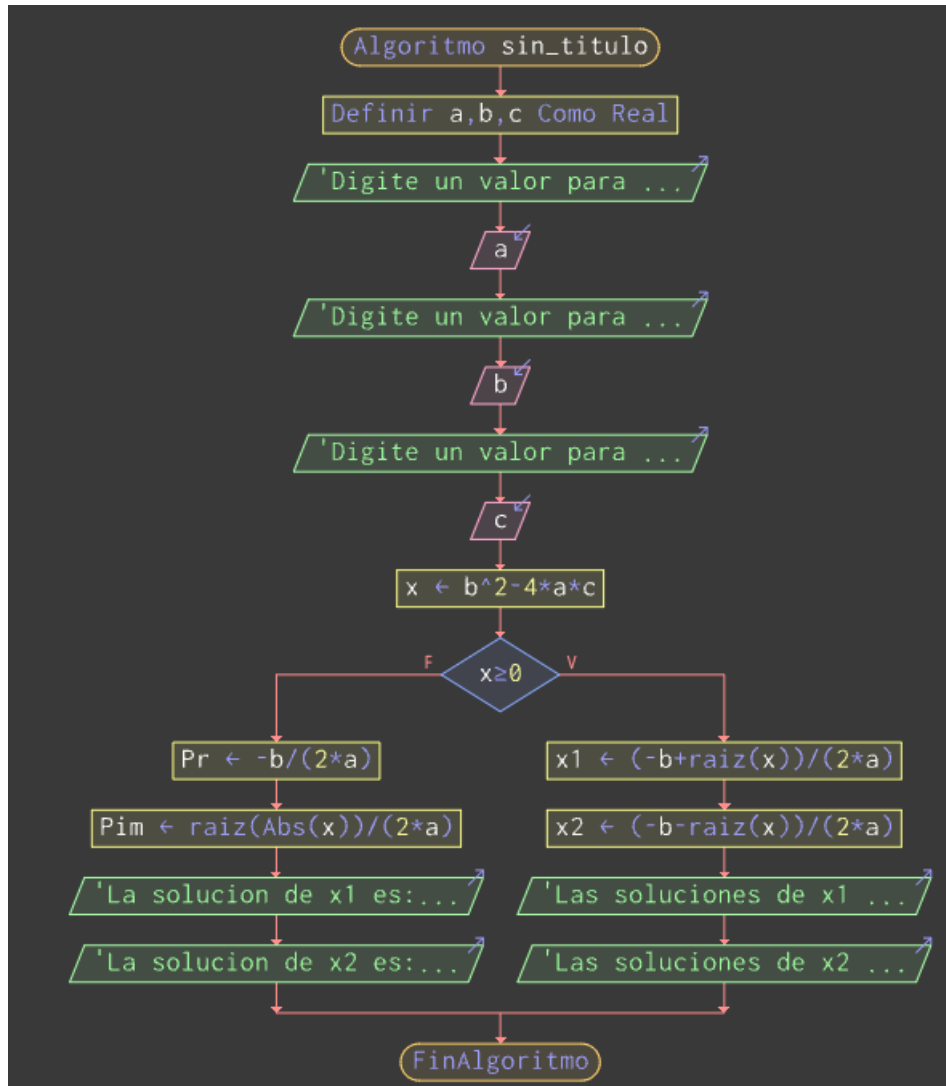 Algoritmo sin_titulo
Definir a,b,c Como Real
'Digite un valor para ...
a
'Digite un valor para ...
b
'Digite un valor para ...
c
x ← b^2-4*a*c
F
x≥0
V
Pr ← -b/(2*a)
x1 ← (-b+raiz(x))/(2*a)
Pim ← raiz(Abs(x))/(2*a)
x2 ← (-b-raiz(x))/(2*a)
'La solucion de x1 es:...
'Las soluciones de x1 ...
'La solucion de x2 es:...
'Las soluciones de x2 ...
FinAlgoritmo